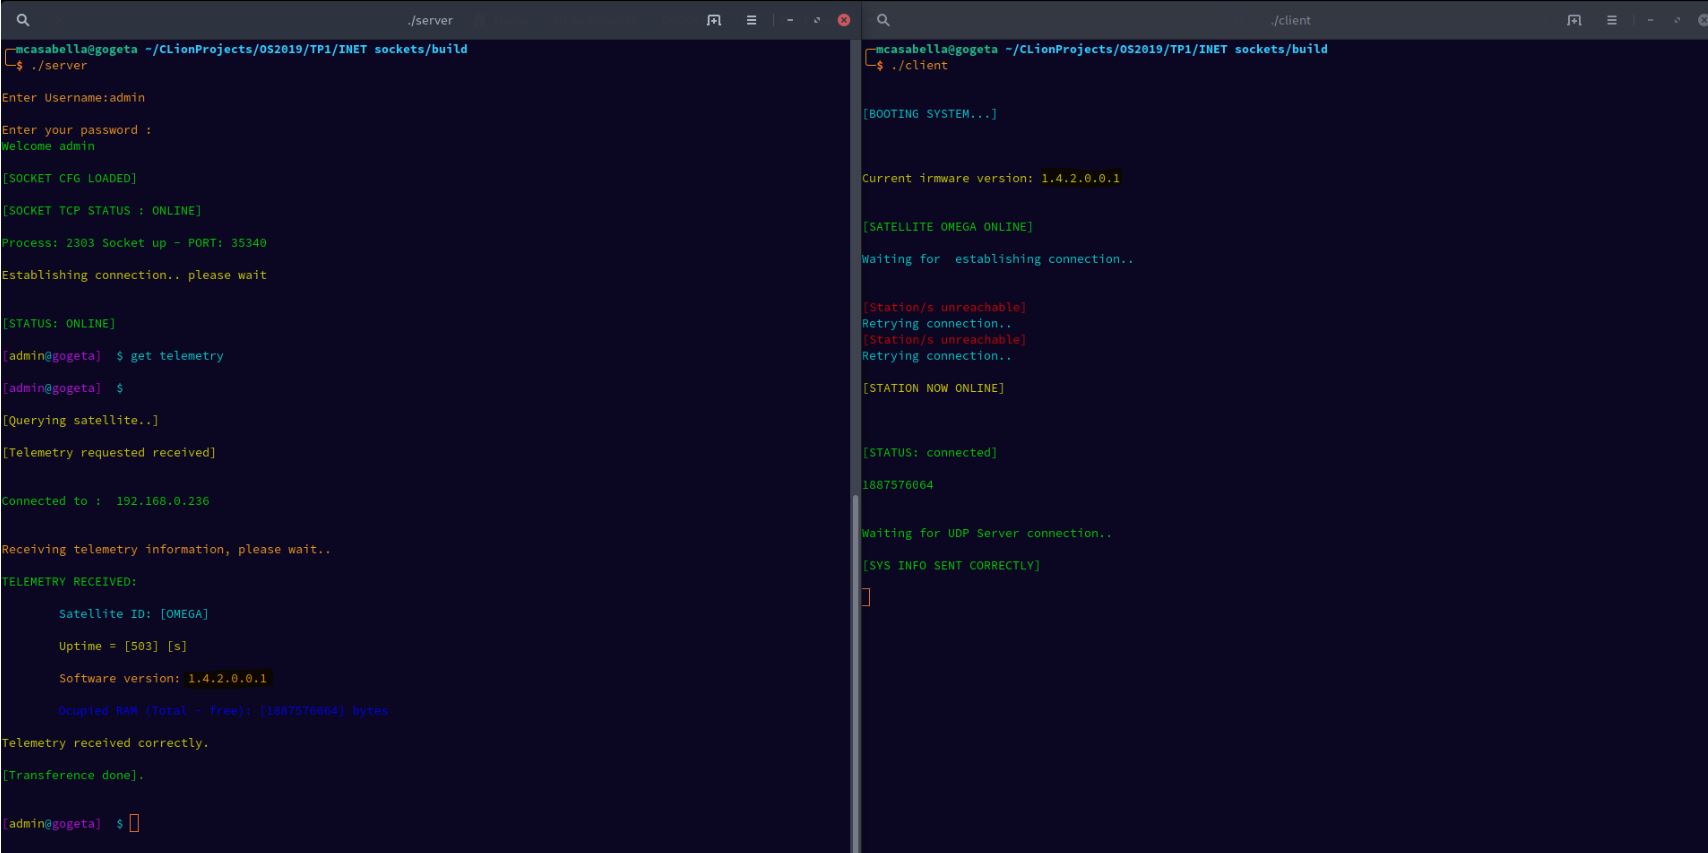 ./server
mcasabella@gogeta ~/CLionProjects/OS2019/TP1/INET sockets/build
$ ./server
Enter Username:admin
Enter your password :
Welcome admin
[SOCKET CFG LOADED]
[SOCKET TCP STATUS : ONLINE]
Process: 2303 Socket up - PORT: 35340
Establishing connection.. please wait
[STATUS: ONLINE]
[admin@gogeta]  $ get telemetry
[admin@gogeta]  $
[Querying satellite..]
[Telemetry requested received]
Connected to :  192.168.0.236
Receiving telemetry information, please wait..
TELEMETRY RECEIVED:
Satellite ID: [OMEGA]
Uptime = [503] [s]
Software version: 1.4.2.0.0.1
Ocupied RAM (Total - free): [1887576064] bytes
Telemetry received correctly.
[Transference done].
[admin@gogeta]  $
./client
mcasabella@gogeta ~/CLionProjects/OS2019/TP1/INET sockets/build
$ ./client
[BOOTING SYSTEM...]
Current irmware version: 1.4.2.0.0.1
[SATELLITE OMEGA ONLINE]
Waiting for  establishing connection..
[Station/s unreachable]
Retrying connection..
[Station/s unreachable]
Retrying connection..
[STATION NOW ONLINE]
[STATUS: connected]
1887576064
Waiting for UDP Server connection..
[SYS INFO SENT CORRECTLY]